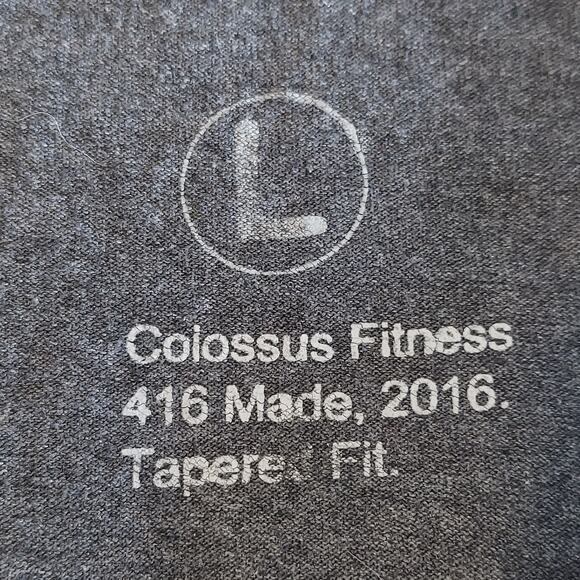 L
Colossus Fitness
416 Made, 2016.
Tapered Fit.